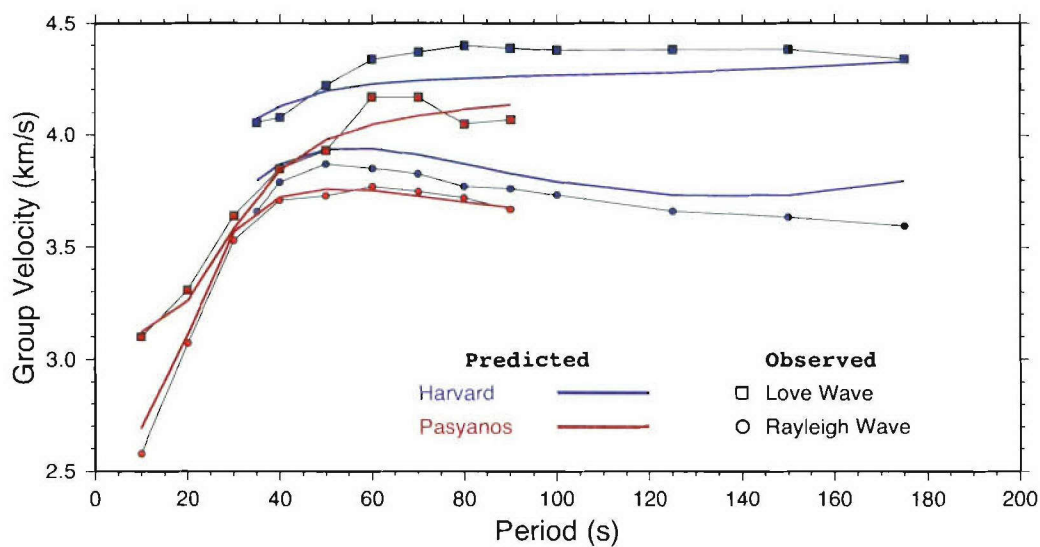 4.5
4.0
3.5
3.0
2.5
Group Velocity (km/s)
Predicted Observed
Harvard Love Wave
Pasyanos Rayleigh Wave
0 20 40 60 80 100 120 140 160 180 200
Period (s)